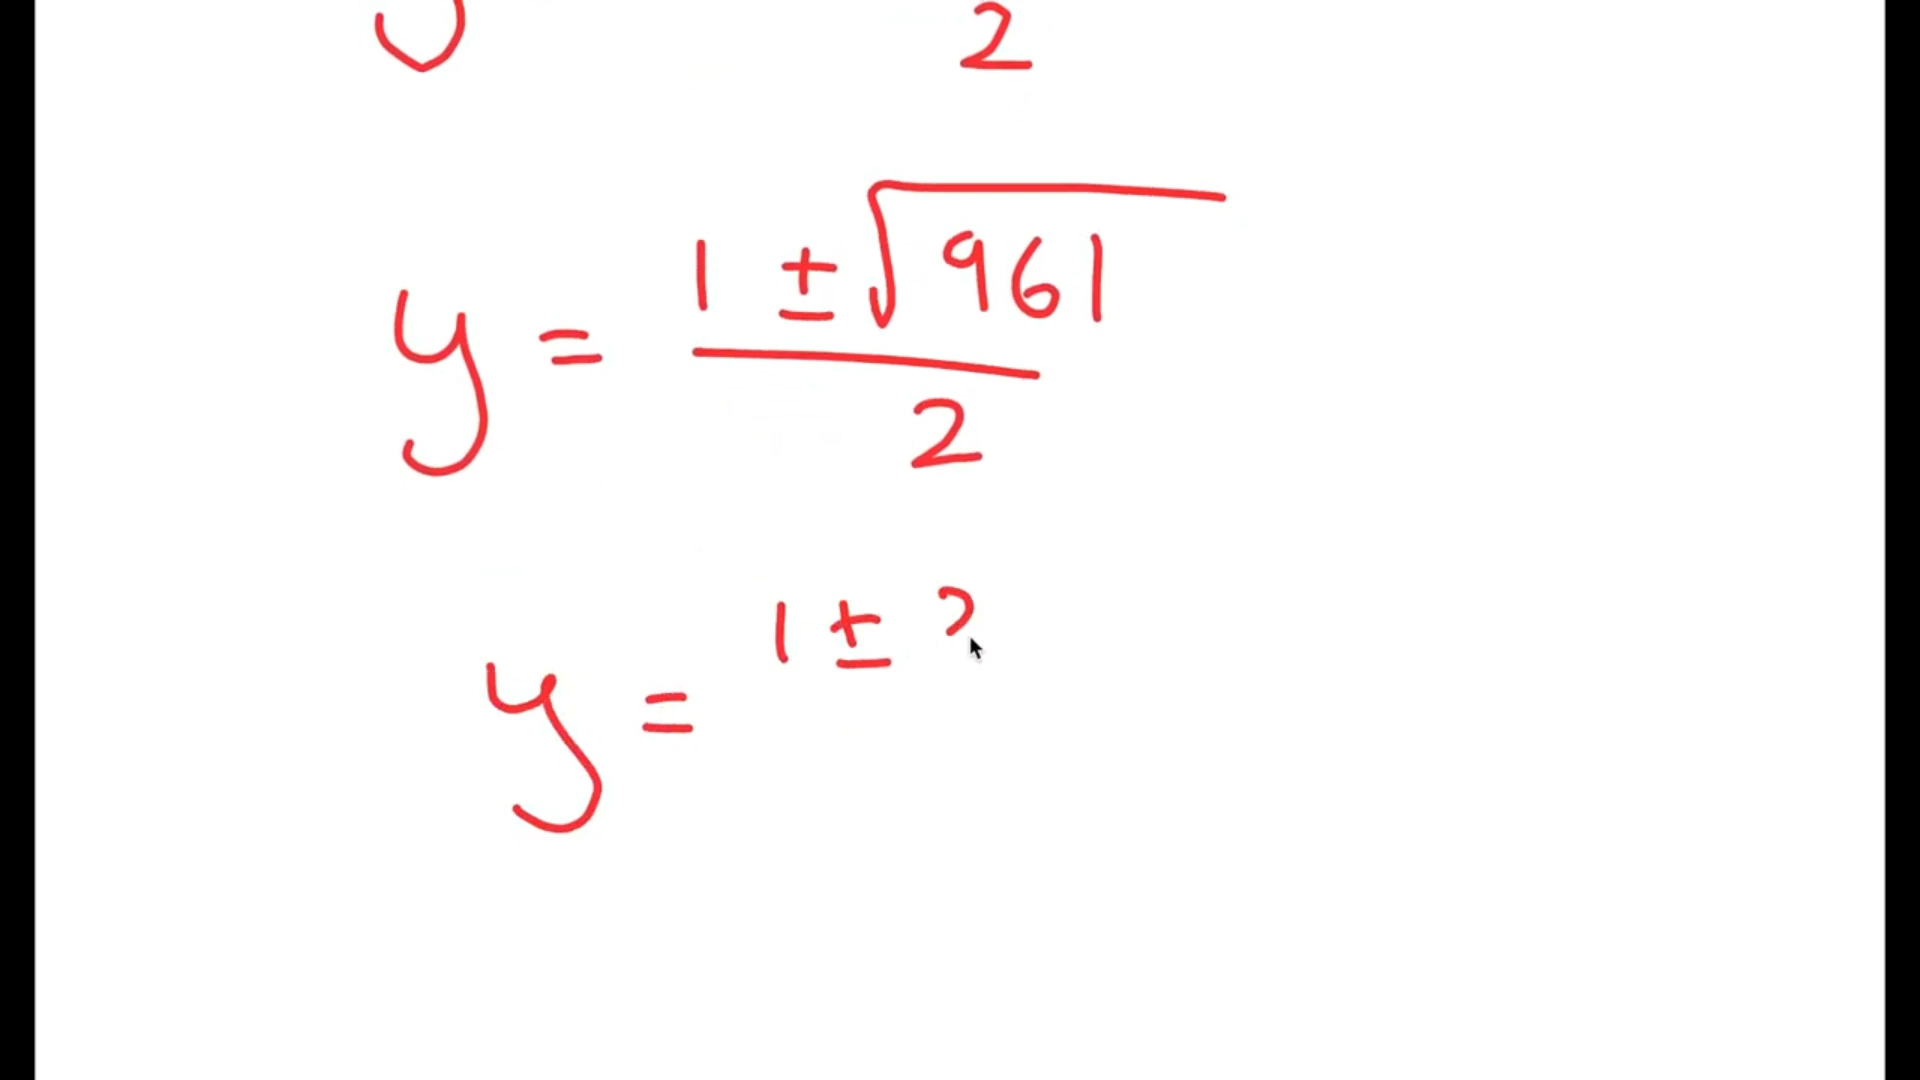 y 2
y = 1 ± √961
2
1 ±
y =